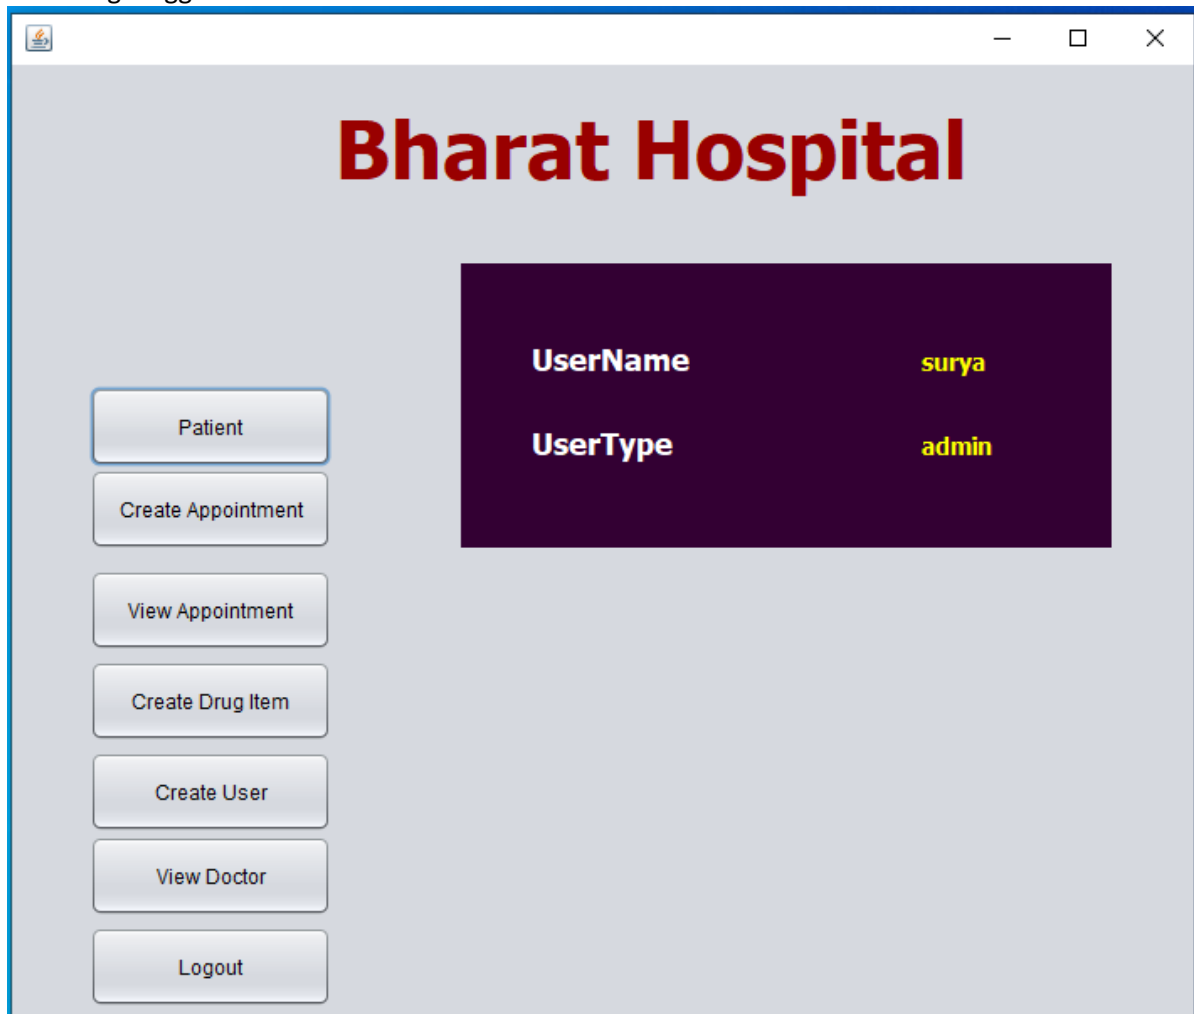 Bharat Hospital
UserName surya
UserType admin
Patient
Create Appointment
View Appointment
Create Drug Item
Create User
View Doctor
Logout